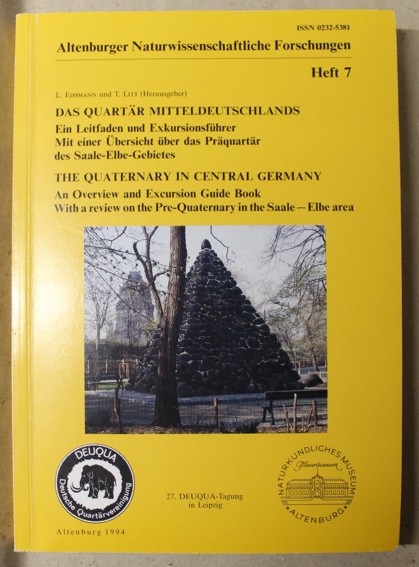 ISSN 0232-5381
Altenburger Naturwissenschaftliche Forschungen
Heft 7
L. EISSMANN und T. LITT (Herausgeber)
DAS QUARTÄR MITTELDEUTSCHLANDS
Ein Leitfaden und Exkursionsführer
Mit einer Übersicht über das Präquartär
des Saale-Elbe-Gebietes
THE QUATERNARY IN CENTRAL GERMANY
An Overview and Excursion Guide Book
With a review on the Pre-Quaternary in the Saale – Elbe area
DEUQUA
Deutsche Quartärvereinigung
27. DEUQUA-Tagung
in Leipzig
NATURKUNDLICHES MUSEUM
Mauritianum
• ALTENBURG •
Altenburg 1994